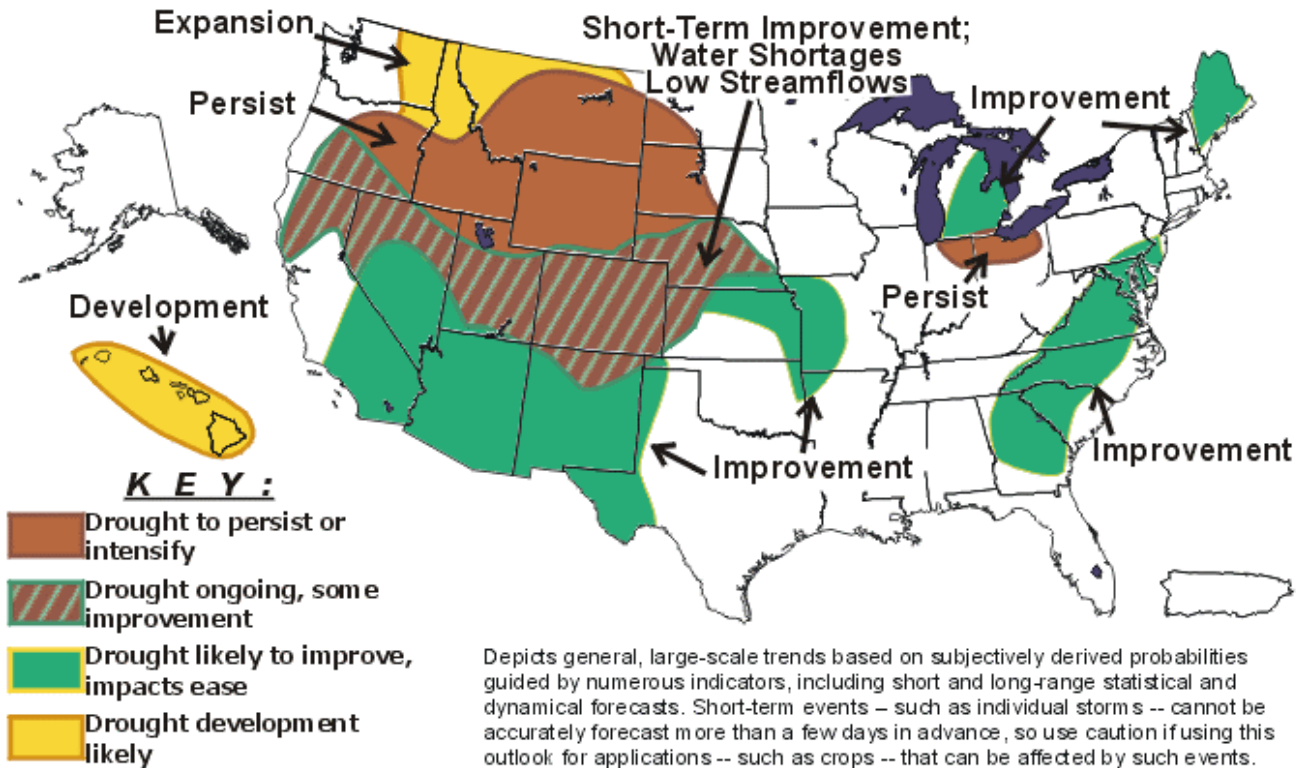 Expansion
Short-Term Improvement;
Water Shortages
Low Streamflows
Persist
Improvement
Development
Persist
Improvement
Improvement
K E Y :
Drought to persist or
intensify
Drought ongoing, some
improvement
Drought likely to improve,
impacts ease
Drought development
likely
Depicts general, large-scale trends based on subjectively derived probabilities
guided by numerous indicators, including short and long-range statistical and
dynamical forecasts. Short-term events – such as individual storms -- cannot be
accurately forecast more than a few days in advance, so use caution if using this
outlook for applications -- such as crops -- that can be affected by such events.